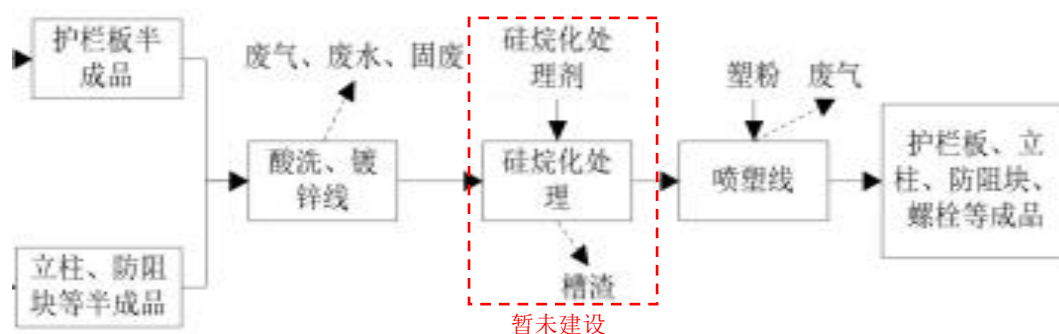 护栏板半
成品
废气、废水、固废
硅烷化处
理剂
塑粉
废气
酸洗、镀
锌线
硅烷化处
理
喷塑线
护栏板、立
柱、防阻块、
螺栓等成品
立柱、防阻
块等半成品
槽渣
暂未建设